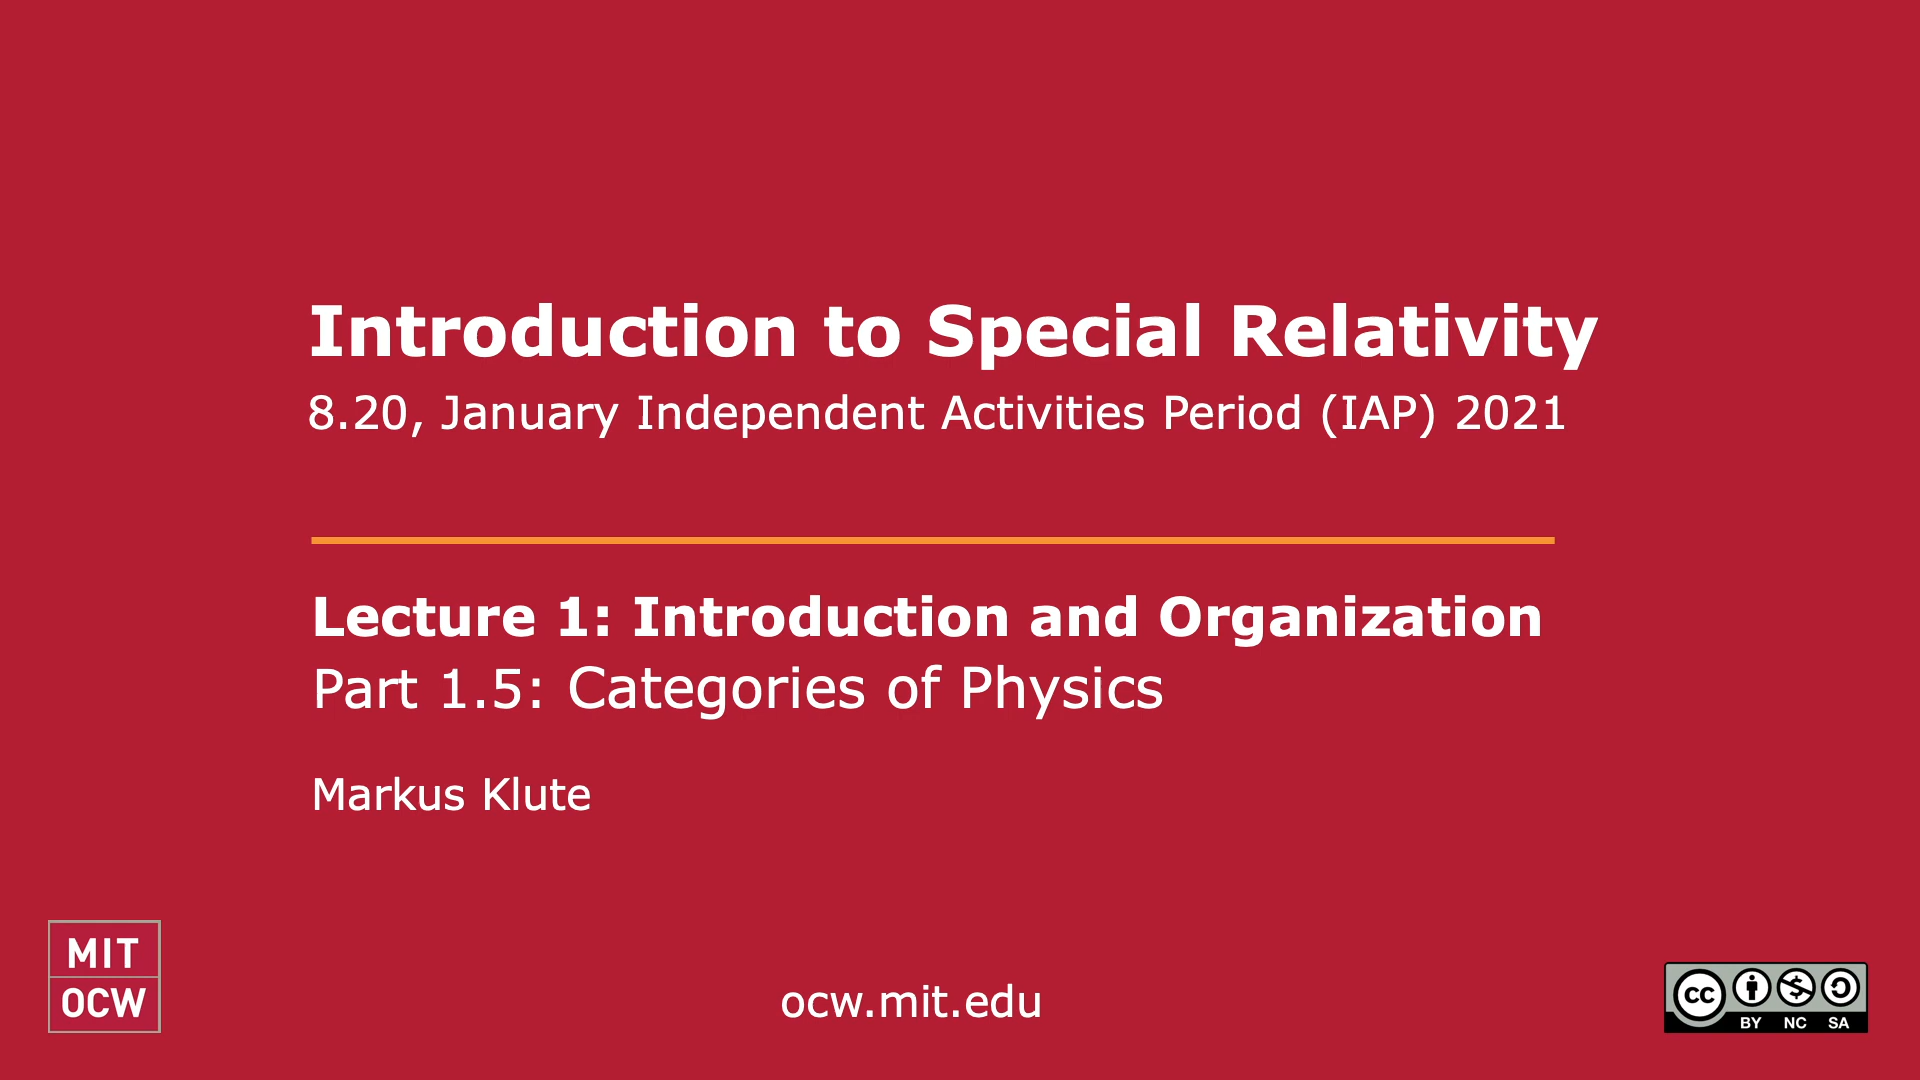 Introduction to Special Relativity
8.20, January Independent Activities Period (IAP) 2021
Lecture 1: Introduction and Organization
Part 1.5: Categories of Physics
Markus Klute
MIT
OCW
ocw.mit.edu
cc
BY NC SA